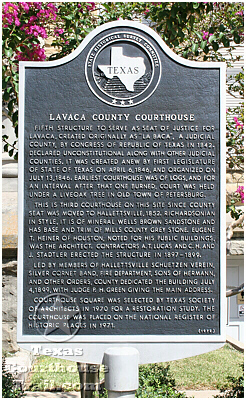 STATE HISTORICAL SURVEY COMMITTEE
TEXAS
LAVACA COUNTY COURTHOUSE
FIFTH STRUCTURE TO SERVE AS SEAT OF JUSTICE FOR
LAVACA, CREATED ORIGINALLY AS "LA BACA", A JUDICIAL
COUNTY, BY CONGRESS OF REPUBLIC OF TEXAS IN 1842.
DECLARED UNCONSTITUTIONAL ALONG WITH OTHER JUDICIAL
COUNTIES, IT WAS CREATED ANEW BY FIRST LEGISLATURE
OF STATE OF TEXAS ON APRIL 6, 1846, AND ORGANIZED ON
JULY 13, 1846. EARLIEST COURTHOUSE WAS OF LOGS, AND FOR
AN INTERVAL AFTER THAT ONE BURNED, COURT WAS HELD
UNDER A LIVEOAK TREE IN OLD TOWN OF PETERSBURG.
THIS IS THIRD COURTHOUSE ON THIS SITE SINCE COUNTY
SEAT WAS MOVED TO HALLETTSVILLE, 1852. RICHARDSONIAN
IN STYLE, IT IS OF MINERAL WELLS BROWN SANDSTONE AND
HAS BASE AND TRIM OF MILLS COUNTY GREY STONE. EUGENE
T. HEINER OF HOUSTON, NOTED FOR HIS PUBLIC BUILDINGS,
WAS THE ARCHITECT. CONTRACTORS A. T. LUCAS AND C. H. AND
J. STADTLER ERECTED THE STRUCTURE IN 1897-1899.
LED BY MEMBERS OF HALLETTSVILLE SCHUETZEN VEREIN,
SILVER CORNET BAND, FIRE DEPARTMENT, SONS OF HERMANN,
AND OTHER ORDERS, COUNTY DEDICATED THE BUILDING JULY
4, 1899, WITH JUDGE R. H. GREEN GIVING THE MAIN ADDRESS.
COURTHOUSE SQUARE WAS SELECTED BY TEXAS SOCIETY
OF ARCHITECTS IN 1970 FOR A RESTORATION STUDY. THE
COURTHOUSE WAS PLACED ON THE NATIONAL REGISTER OF
HISTORIC PLACES IN 1971.
Texas
Courthouse
Trail.com